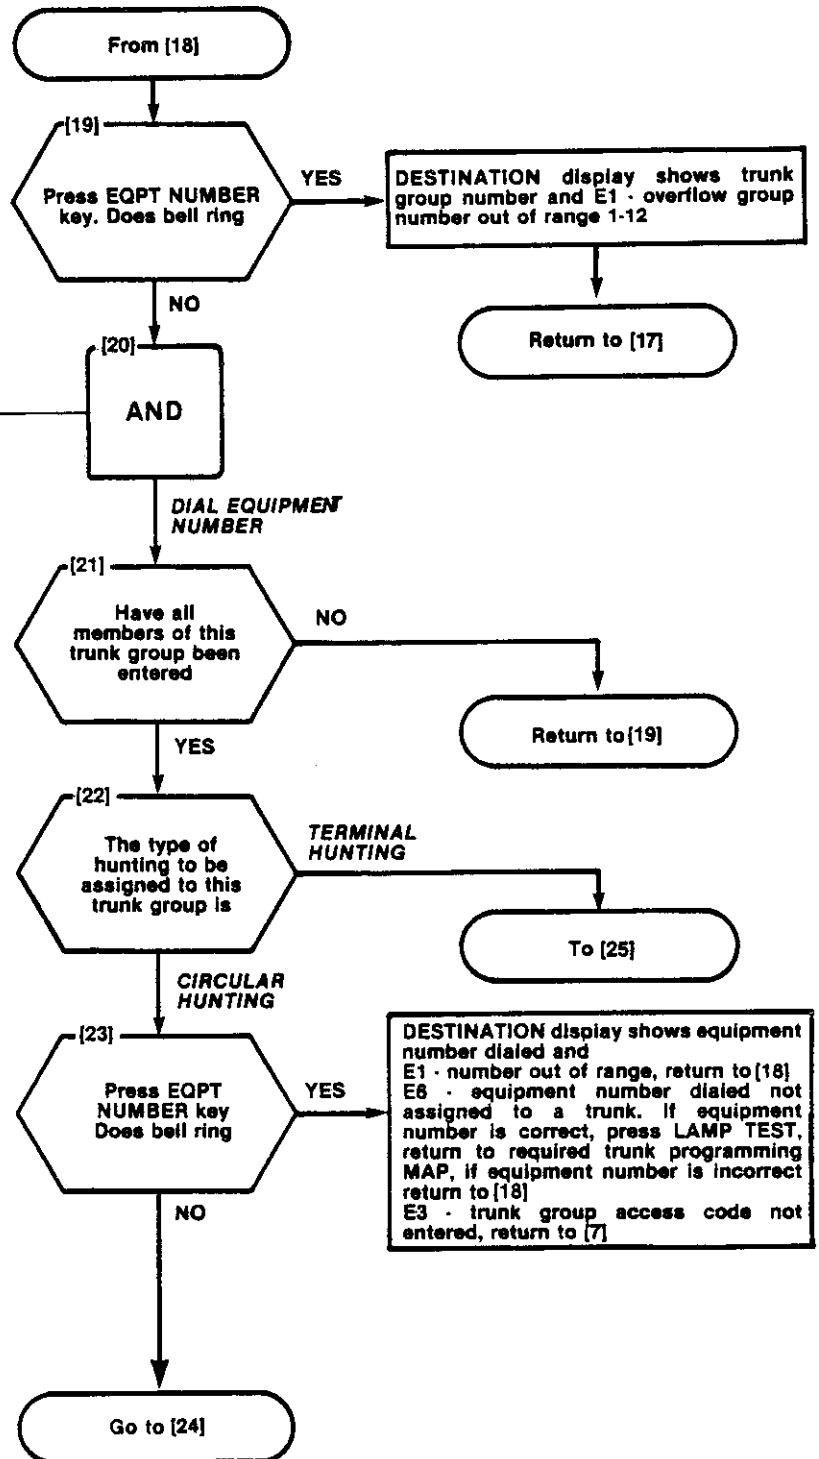 From [18]
[19]
Press EQPT NUMBER
key. Does bell ring
YES
DESTINATION display shows trunk
group number and E1 - overflow group
number out of range 1-12
NO
Return to [17]
[20]
AND
DIAL EQUIPMENT
NUMBER
[21]
Have all
members of this
trunk group been
entered
NO
Return to [19]
YES
[22]
The type of
hunting to be
assigned to this
trunk group is
TERMINAL
HUNTING
To [25]
CIRCULAR
HUNTING
[23]
Press EQPT
NUMBER key
Does bell ring
YES
DESTINATION display shows equipment
number dialed and
E1 - number out of range, return to [18]
E6 - equipment number dialed not
assigned to a trunk. If equipment
number is correct, press LAMP TEST,
return to required trunk programming
MAP, if equipment number is incorrect
return to [18]
E3 - trunk group access code not
entered, return to [7]
NO
Go to [24]